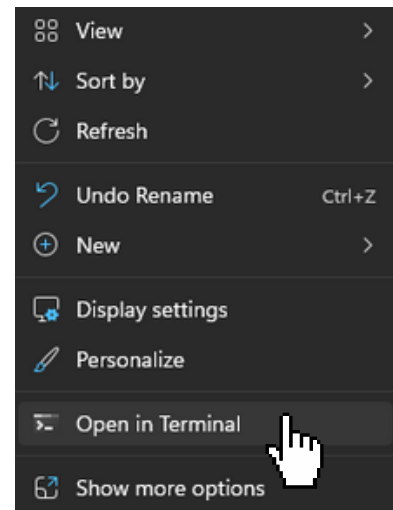 View
Sort by
Refresh
Undo Rename Ctrl+Z
New
Display settings
Personalize
Open in Terminal
Show more options